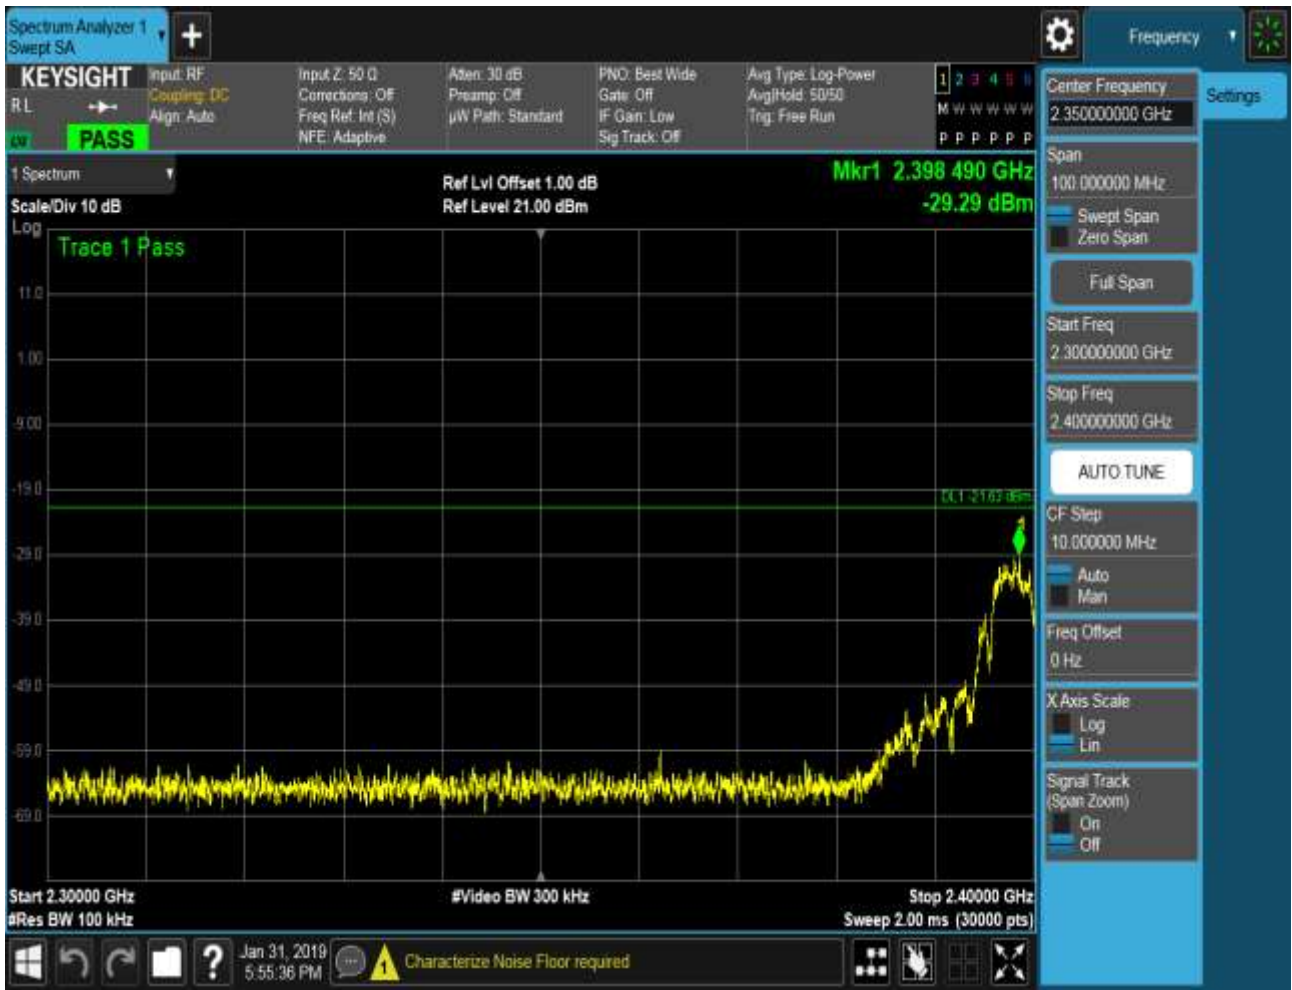 Spectrum Analyzer 1
Swept SA
Frequency
KEYSIGHT
R L
PASS
Input: RF
Coupling: DC
Align: Auto
Input Z: 50 Ω
Corrections: Off
Freq Ref: Int (S)
NFE: Adaptive
Atten: 30 dB
Preamp: Off
µW Path: Standard
PNO: Best Wide
Gate: Off
IF Gain: Low
Sig Track: Off
Avg Type: Log-Power
Avg|Hold: 50/50
Trig: Free Run
1 2 3 4 5 6
M W W W W W
P P P P P P
Center Frequency
2.350000000 GHz
Settings
1 Spectrum
Scale/Div 10 dB
Ref Lvl Offset 1.00 dB
Ref Level 21.00 dBm
Mkr1 2.398 490 GHz
-29.29 dBm
Log
Trace 1 Pass
11.0
1.00
-9.00
-19.0
-29.0
-39.0
-49.0
-59.0
-69.0
DL1 -21.63 dBm
Start 2.30000 GHz
#Res BW 100 kHz
#Video BW 300 kHz
Stop 2.40000 GHz
Sweep 2.00 ms (30000 pts)
Span
100.000000 MHz
Swept Span
Zero Span
Full Span
Start Freq
2.300000000 GHz
Stop Freq
2.400000000 GHz
AUTO TUNE
CF Step
10.000000 MHz
Auto
Man
Freq Offset
0 Hz
X Axis Scale
Log
Lin
Signal Track
(Span Zoom)
On
Off
?
Jan 31, 2019
5:55:36 PM
1
Characterize Noise Floor required